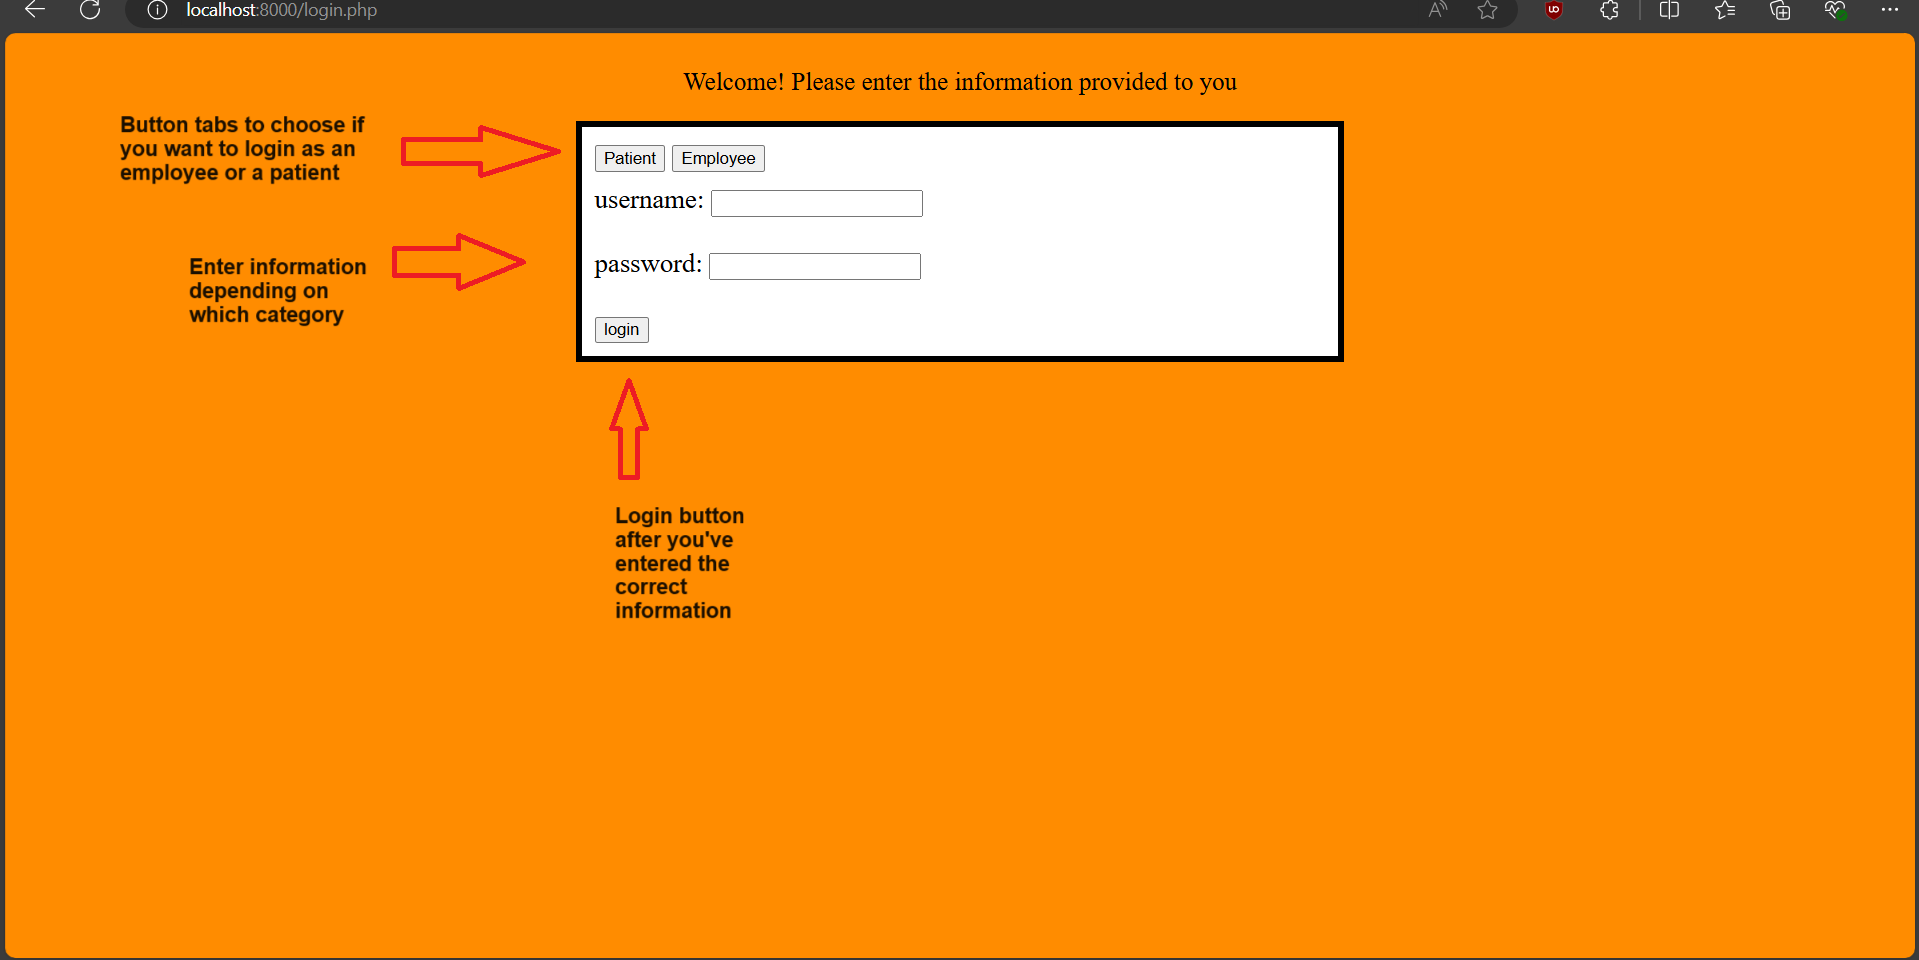 localhost:8000/login.php
Welcome! Please enter the information provided to you
Button tabs to choose if
you want to login as an
employee or a patient
Patient Employee
username:
Enter information
depending on
which category
password:
login
Login button
after you've
entered the
correct
information